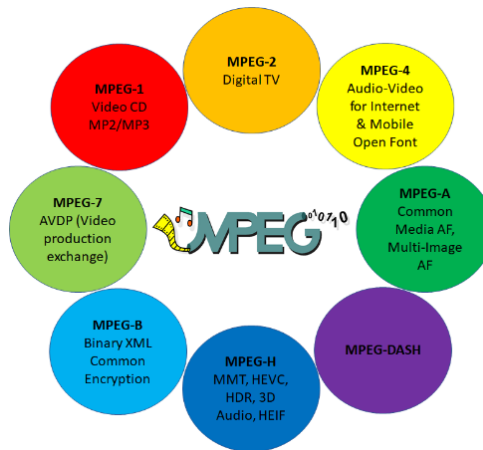 MPEG-2
Digital TV
MPEG-1
Video CD
MP2/MP3
MPEG-4
Audio-Video
for Internet
& Mobile
Open Font
MPEG-7
AVDP (Video
production
exchange)
MPEG
01010110
MPEG-A
Common
Media AF,
Multi-Image
AF
MPEG-B
Binary XML
Common
Encryption
MPEG-H
MMT, HEVC,
HDR, 3D
Audio, HEIF
MPEG-DASH